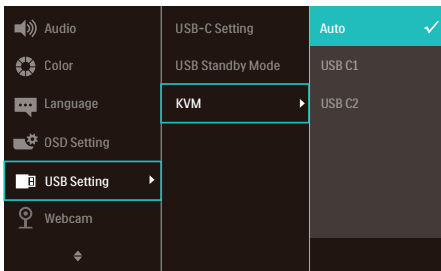 Audio
Color
Language
OSD Setting
USB Setting
Webcam
USB-C Setting
USB Standby Mode
KVM
Auto
USB C1
USB C2